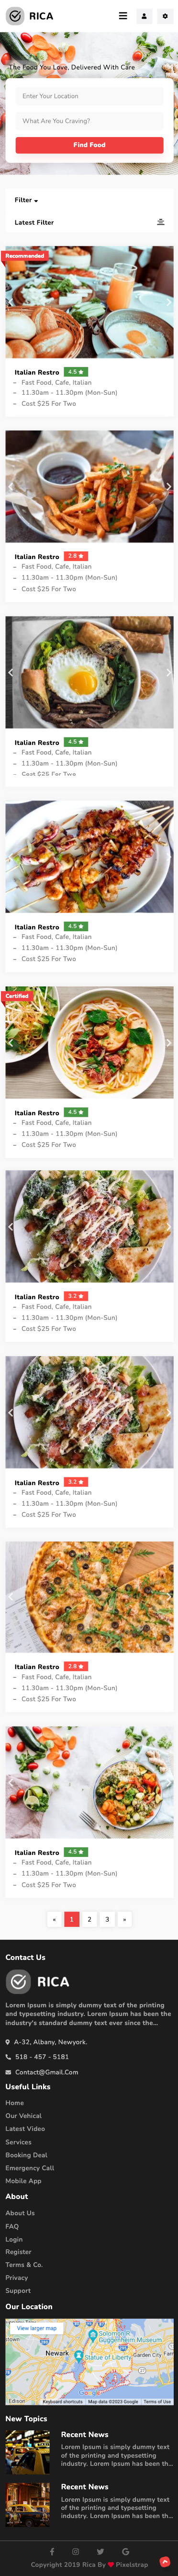 RICA
The Food You Love, Delivered With Care
Enter Your Location
What Are You Craving?
Find Food
Filter
Latest Filter
Recommended
Italian Restro 4.5
– Fast Food, Cafe, Italian
– 11.30am - 11.30pm (Mon-Sun)
– Cost $25 For Two
Italian Restro 2.8
– Fast Food, Cafe, Italian
– 11.30am - 11.30pm (Mon-Sun)
– Cost $25 For Two
Italian Restro 4.5
– Fast Food, Cafe, Italian
– 11.30am - 11.30pm (Mon-Sun)
– Cost $25 For Two
Italian Restro 4.5
– Fast Food, Cafe, Italian
– 11.30am - 11.30pm (Mon-Sun)
– Cost $25 For Two
Certified
Italian Restro 4.5
– Fast Food, Cafe, Italian
– 11.30am - 11.30pm (Mon-Sun)
– Cost $25 For Two
Italian Restro 3.2
– Fast Food, Cafe, Italian
– 11.30am - 11.30pm (Mon-Sun)
– Cost $25 For Two
Italian Restro 3.2
– Fast Food, Cafe, Italian
– 11.30am - 11.30pm (Mon-Sun)
– Cost $25 For Two
Italian Restro 2.8
– Fast Food, Cafe, Italian
– 11.30am - 11.30pm (Mon-Sun)
– Cost $25 For Two
Italian Restro 4.5
– Fast Food, Cafe, Italian
– 11.30am - 11.30pm (Mon-Sun)
– Cost $25 For Two
« 1 2 3 »
Contact Us
RICA
Lorem Ipsum is simply dummy text of the printing
and typesetting industry. Lorem Ipsum has been the
industry's standard dummy text ever since the...
A-32, Albany, Newyork.
518 - 457 - 5181
Contact@Gmail.Com
Useful Links
Home
Our Vehical
Latest Video
Services
Booking Deal
Emergency Call
Mobile App
About
About Us
FAQ
Login
Register
Terms & Co.
Privacy
Support
Our Location
View larger map
Solomon R.
Guggenheim Museum
Newark
Statue of Liberty
Edison
Keyboard shortcuts Map data ©2023 Google Terms of Use
New Topics
Recent News
Lorem Ipsum is simply dummy text
of the printing and typesetting
industry. Lorem Ipsum has been th...
Recent News
Lorem Ipsum is simply dummy text
of the printing and typesetting
industry. Lorem Ipsum has been th...
Copyright 2019 Rica By Pixelstrap